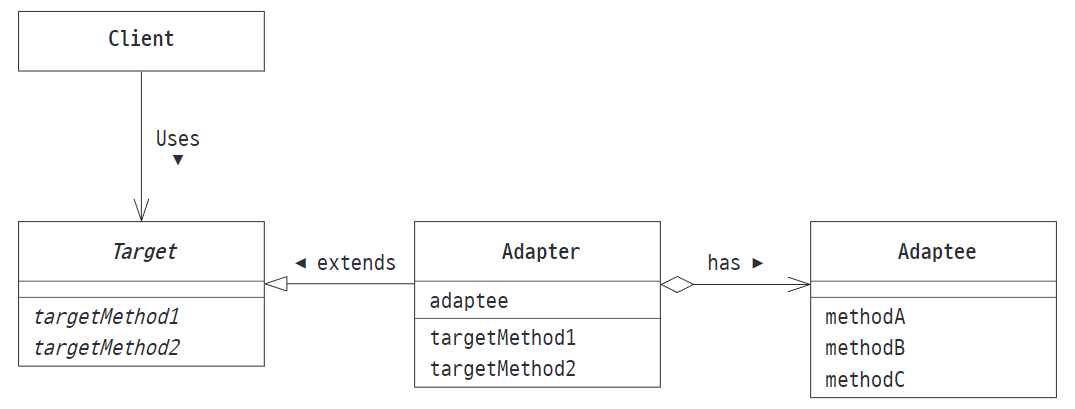 Client
Uses
▼
Target
targetMethod1
targetMethod2
◄ extends
Adapter
adaptee
targetMethod1
targetMethod2
has ►
Adaptee
methodA
methodB
methodC